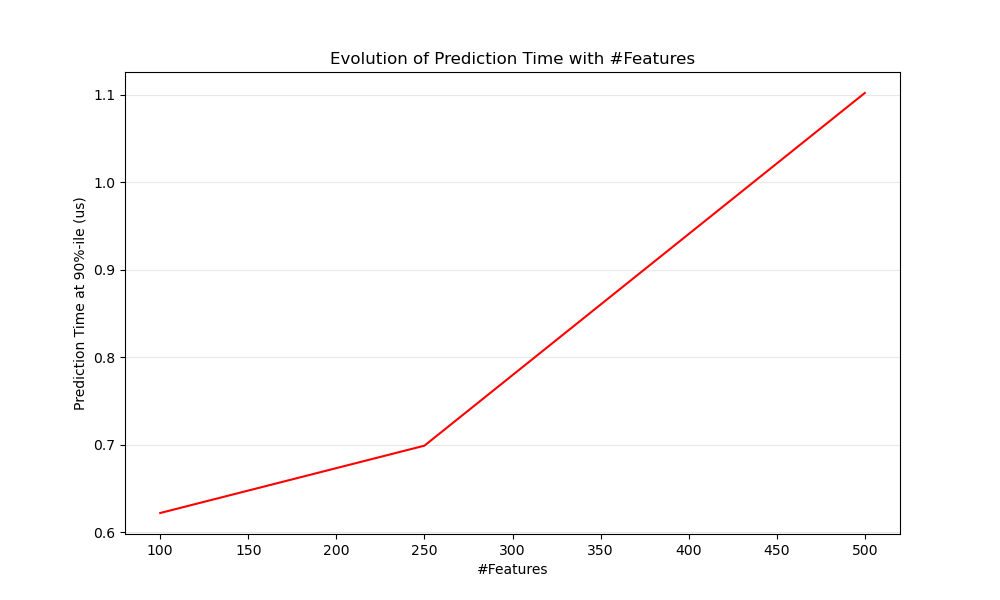 Evolution of Prediction Time with #Features
Prediction Time at 90%-ile (us)
1.1
1.0
0.9
0.8
0.7
0.6
100 150 200 250 300 350 400 450 500
#Features